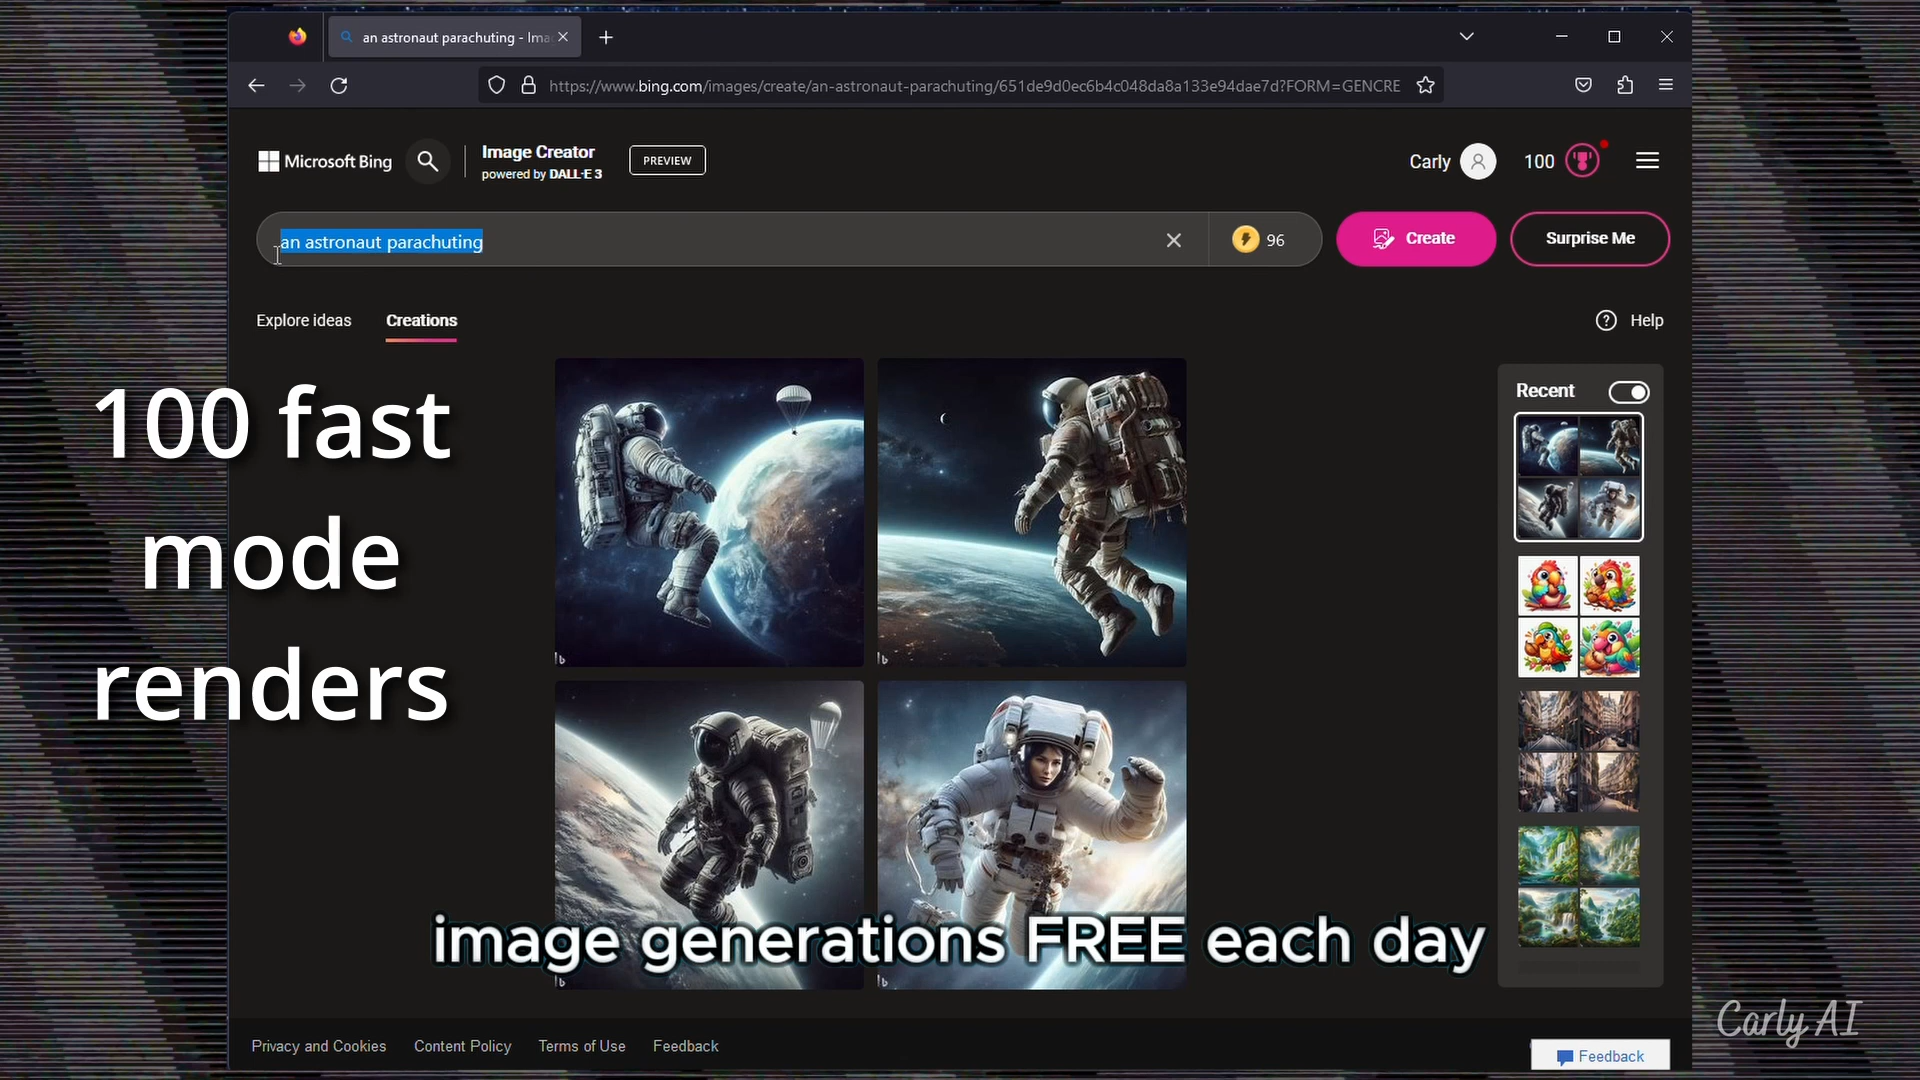 an astronaut parachuting - Ima
https://www.bing.com/images/create/an-astronaut-parachuting/651de9d0ec6b4c048da8a133e94dae7d?FORM=GENCRE
Microsoft Bing
Image Creator
powered by DALL·E 3
PREVIEW
Carly
100
an astronaut parachuting
96
Create
Surprise Me
Explore ideas
Creations
Help
Recent
100 fast
mode
renders
image generations FREE each day
Carly AI
Privacy and Cookies
Content Policy
Terms of Use
Feedback
Feedback